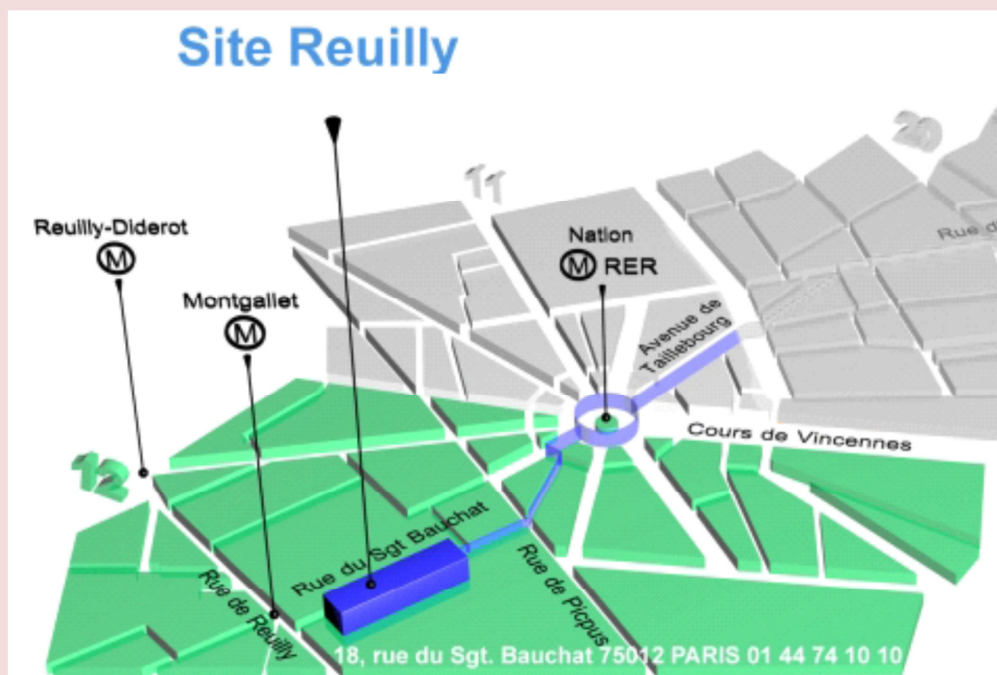 Site Reuilly
20
11
Reuilly-Diderot
M
Nation
M RER
Rue d
Montgallet
M
Avenue de
Taillebourg
Cours de Vincennes
12
Rue du Sgt Bauchat
Rue de Reuilly
Rue de Picpus
18, rue du Sgt. Bauchat 75012 PARIS 01 44 74 10 10